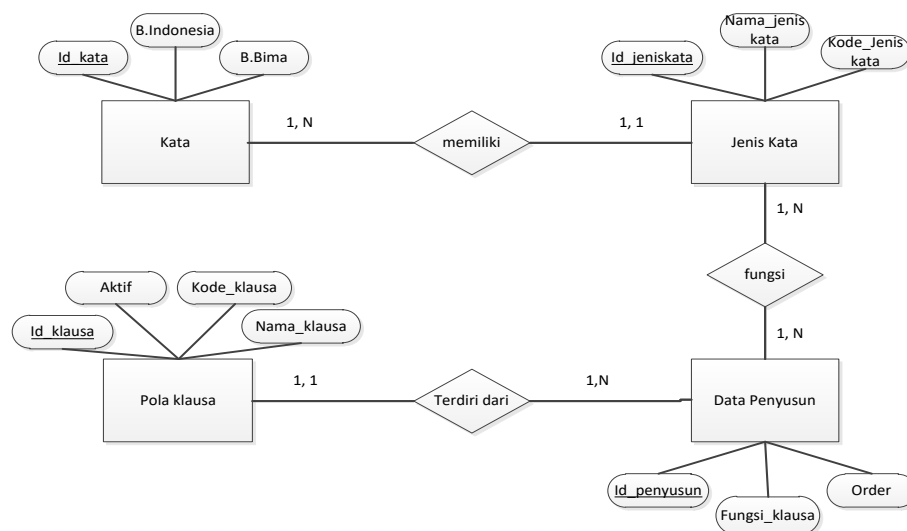 B.Indonesia
Id_kata
B.Bima
Nama_jenis
kata
Id_jeniskata
Kode_Jenis
kata
Kata
1, N
memiliki
1, 1
Jenis Kata
1, N
fungsi
1, N
Aktif
Kode_klausa
Id_klausa
Nama_klausa
Pola klausa
1, 1
Terdiri dari
1,N
Data Penyusun
Id_penyusun
Order
Fungsi_klausa